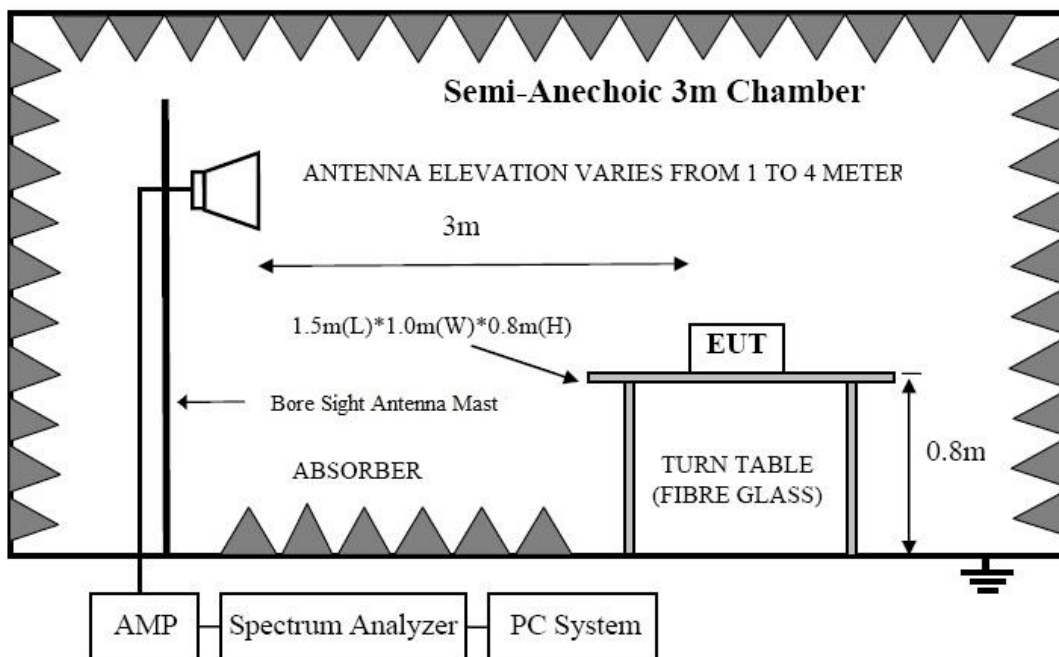 Semi-Anechoic 3m Chamber
ANTENNA ELEVATION VARIES FROM 1 TO 4 METER
3m
1.5m(L)*1.0m(W)*0.8m(H)
EUT
Bore Sight Antenna Mast
ABSORBER
TURN TABLE
(FIBRE GLASS)
0.8m
AMP
Spectrum Analyzer
PC System